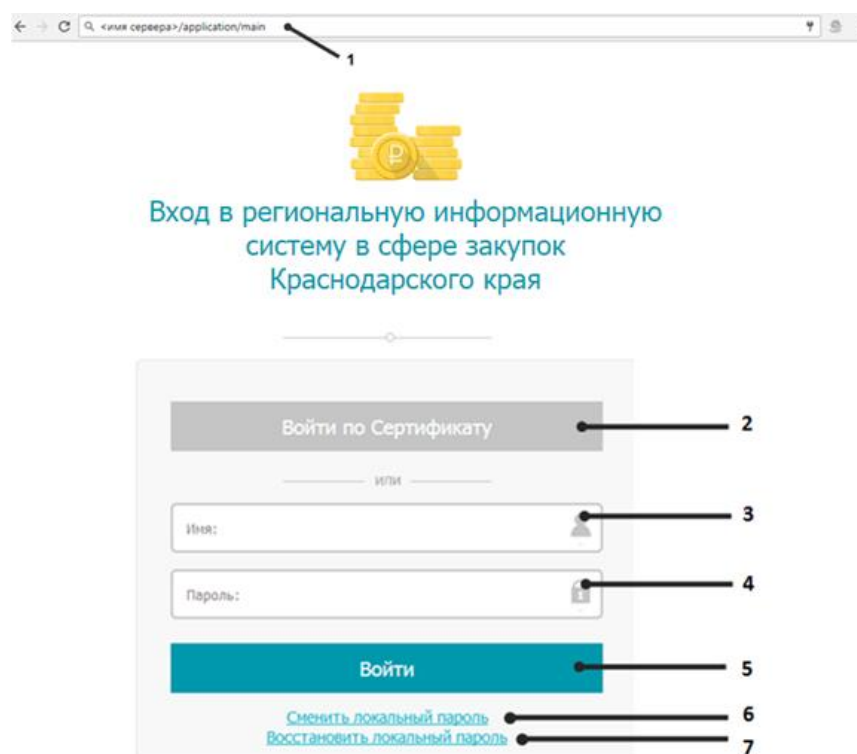 <имя сервера>/application/main
1
Вход в региональную информационную
систему в сфере закупок
Краснодарского края
Войти по Сертификату
2
или
Имя:
3
Пароль:
4
Войти
5
Сменить локальный пароль
6
Восстановить локальный пароль
7